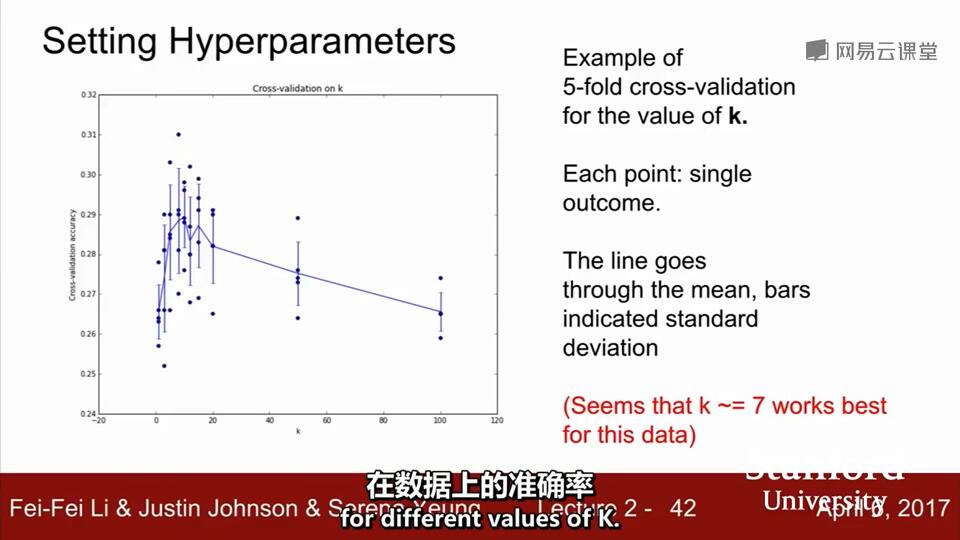 Setting Hyperparameters
网易云课堂
Cross-validation on k
0.32
0.31
0.30
0.29
0.28
0.27
0.26
0.25
0.24
Cross-validation accuracy
-20
0
20
40
60
80
100
120
k
Example of
5-fold cross-validation
for the value of k.
Each point: single
outcome.
The line goes
through the mean, bars
indicated standard
deviation
(Seems that k ~= 7 works best
for this data)
在数据上的准确率
for different values of K.
Fei-Fei Li & Justin Johnson & Serena Yeung
Lecture 2 - 42
Stanford
University
April 6, 2017